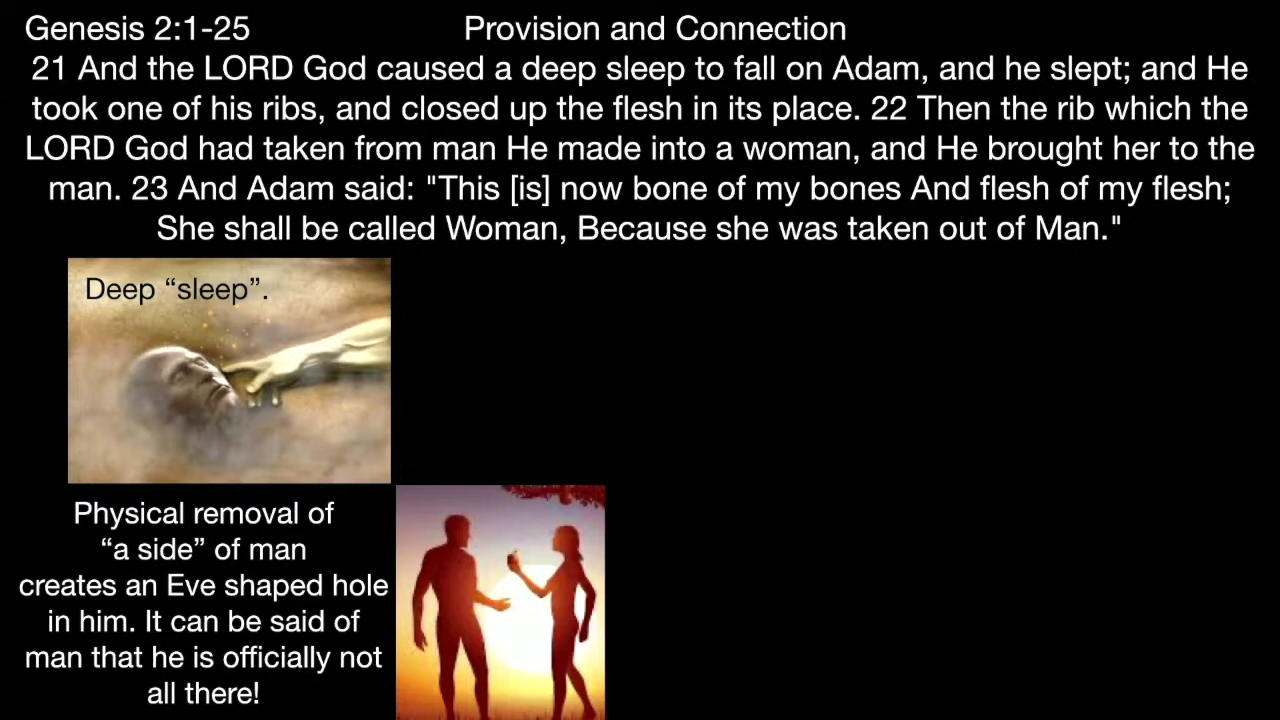 Genesis 2:1-25
Provision and Connection
21 And the LORD God caused a deep sleep to fall on Adam, and he slept; and He
took one of his ribs, and closed up the flesh in its place. 22 Then the rib which the
LORD God had taken from man He made into a woman, and He brought her to the
man. 23 And Adam said: "This [is] now bone of my bones And flesh of my flesh;
She shall be called Woman, Because she was taken out of Man."
Deep “sleep”.
Physical removal of
“a side” of man
creates an Eve shaped hole
in him. It can be said of
man that he is officially not
all there!